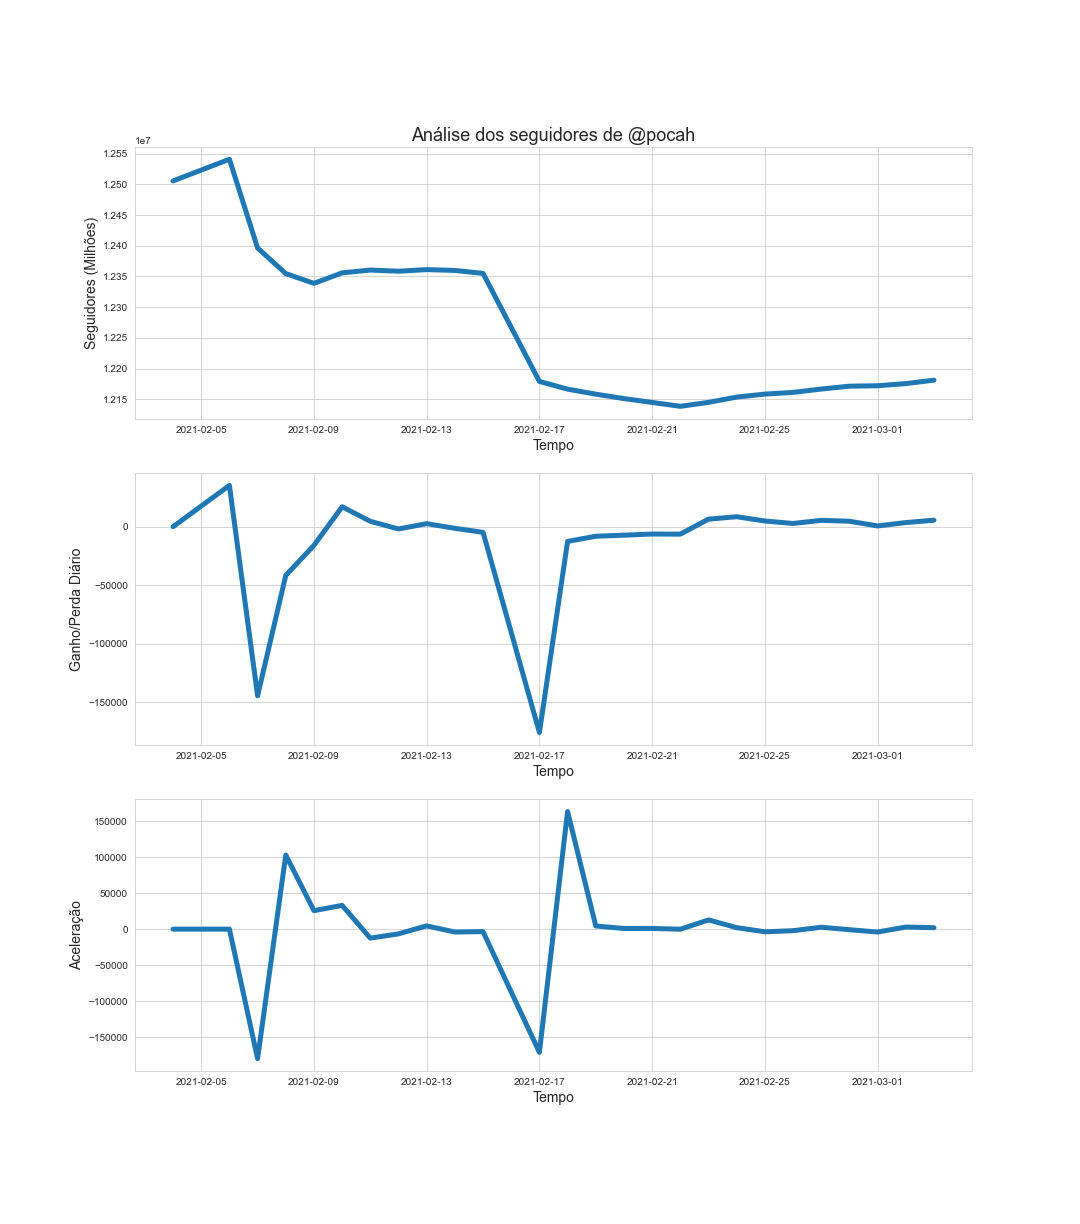 Análise dos seguidores de @pocah
1e7
1.255
1.250
1.245
1.240
1.235
1.230
1.225
1.220
1.215
Seguidores (Milhões)
2021-02-05 2021-02-09 2021-02-13 2021-02-17 2021-02-21 2021-02-25 2021-03-01
Tempo
0
−50000
−100000
−150000
Ganho/Perda Diário
2021-02-05 2021-02-09 2021-02-13 2021-02-17 2021-02-21 2021-02-25 2021-03-01
Tempo
150000
100000
50000
0
−50000
−100000
−150000
Aceleração
2021-02-05 2021-02-09 2021-02-13 2021-02-17 2021-02-21 2021-02-25 2021-03-01
Tempo